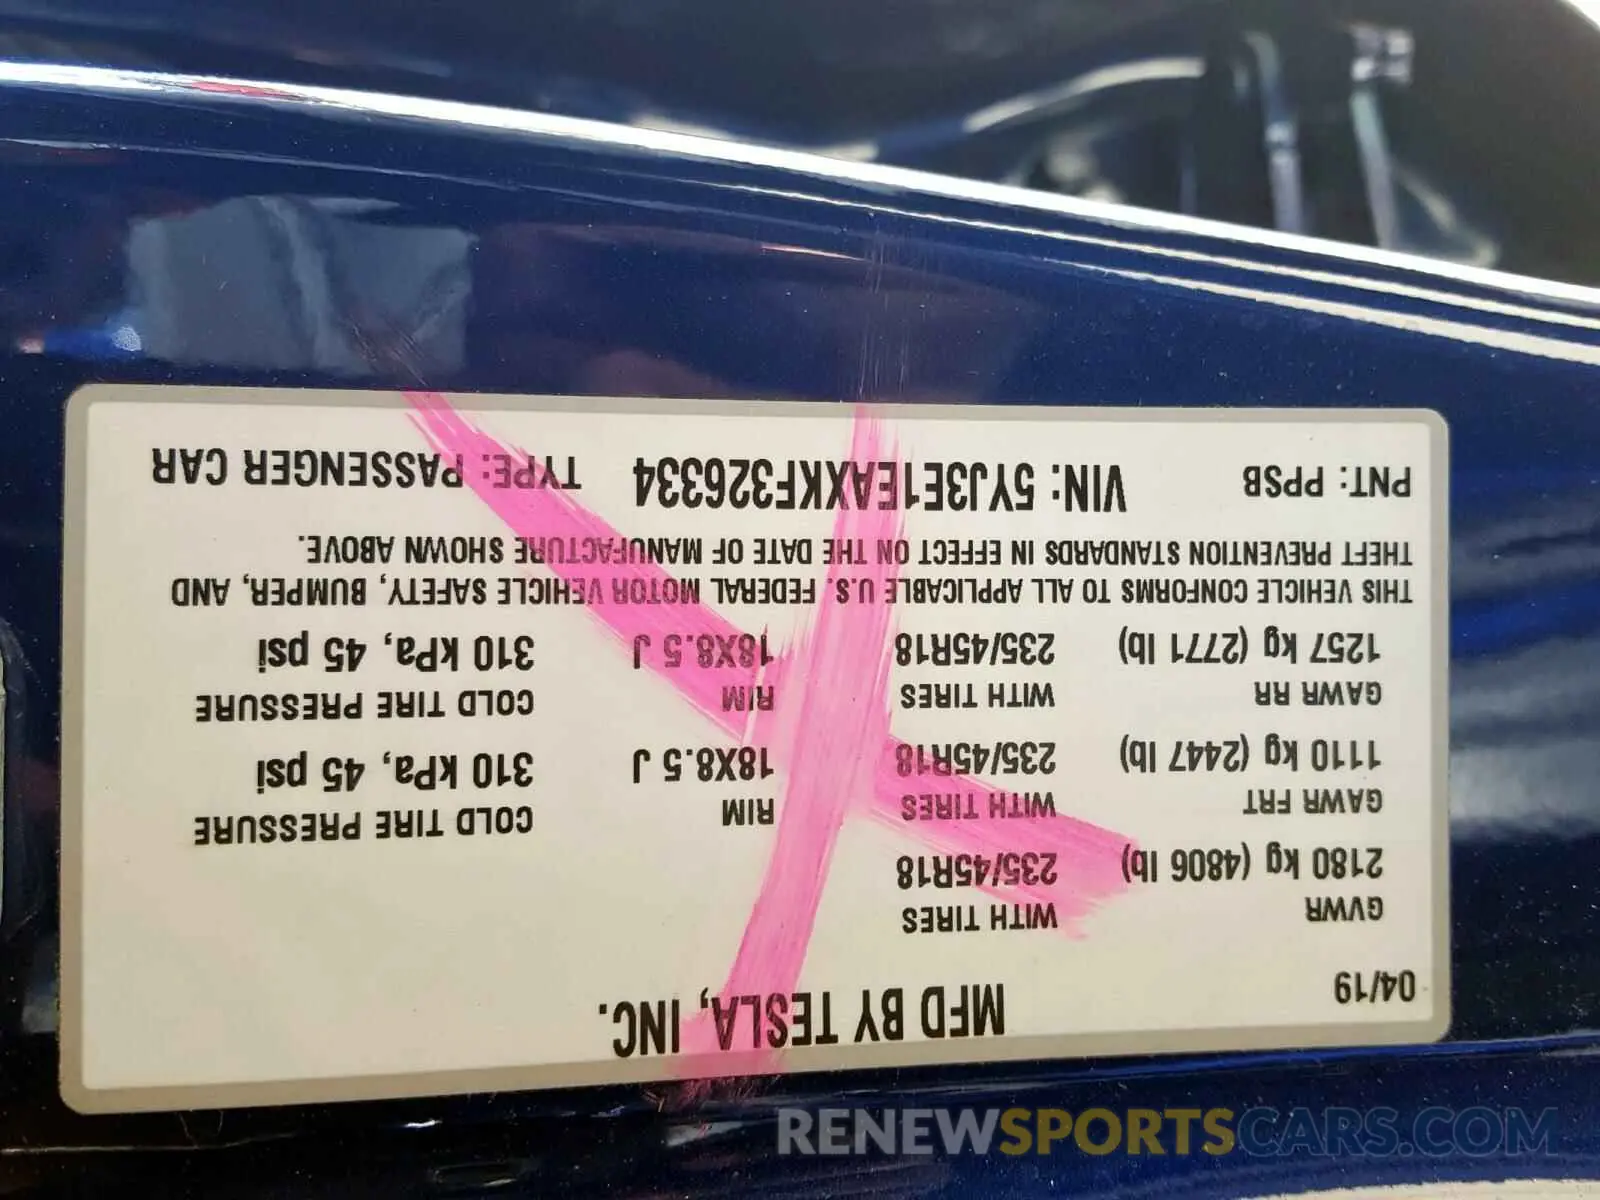 MFD BY TESLA, INC.
04/19
GVWR WITH TIRES
2180 kg (4806 lb) 235/45R18
GAWR FRT WITH TIRES RIM COLD TIRE PRESSURE
1110 kg (2447 lb) 235/45R18 18X8.5 J 310 kPa, 45 psi
GAWR RR WITH TIRES RIM COLD TIRE PRESSURE
1257 kg (2771 lb) 235/45R18 18X8.5 J 310 kPa, 45 psi
THIS VEHICLE CONFORMS TO ALL APPLICABLE U.S. FEDERAL MOTOR VEHICLE SAFETY, BUMPER, AND
THEFT PREVENTION STANDARDS IN EFFECT ON THE DATE OF MANUFACTURE SHOWN ABOVE.
PNT: PPSB VIN: 5YJ3E1EAXKF326334 TYPE: PASSENGER CAR
RENEWSPORTSCARS.COM